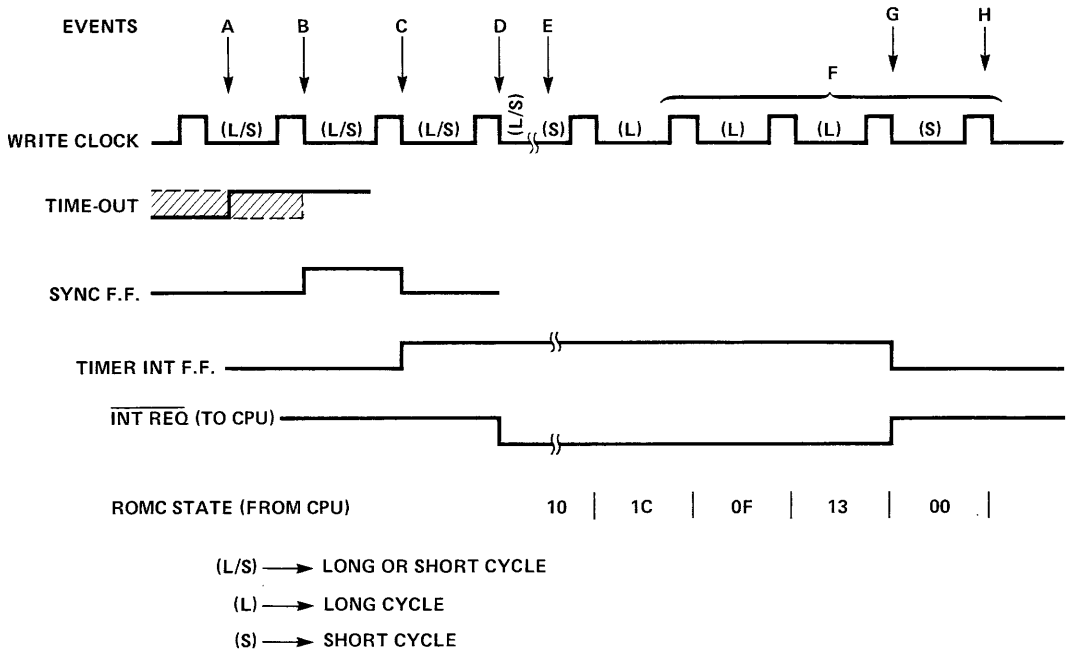 EVENTS A B C D E F G H
WRITE CLOCK (L/S) (L/S) (L/S) (L/S) (S) (L) (L) (L) (S)
TIME-OUT
SYNC F.F.
TIMER INT F.F.
INT REQ (TO CPU)
ROMC STATE (FROM CPU) 10 | 1C | 0F | 13 | 00 |
(L/S) → LONG OR SHORT CYCLE
(L) → LONG CYCLE
(S) → SHORT CYCLE